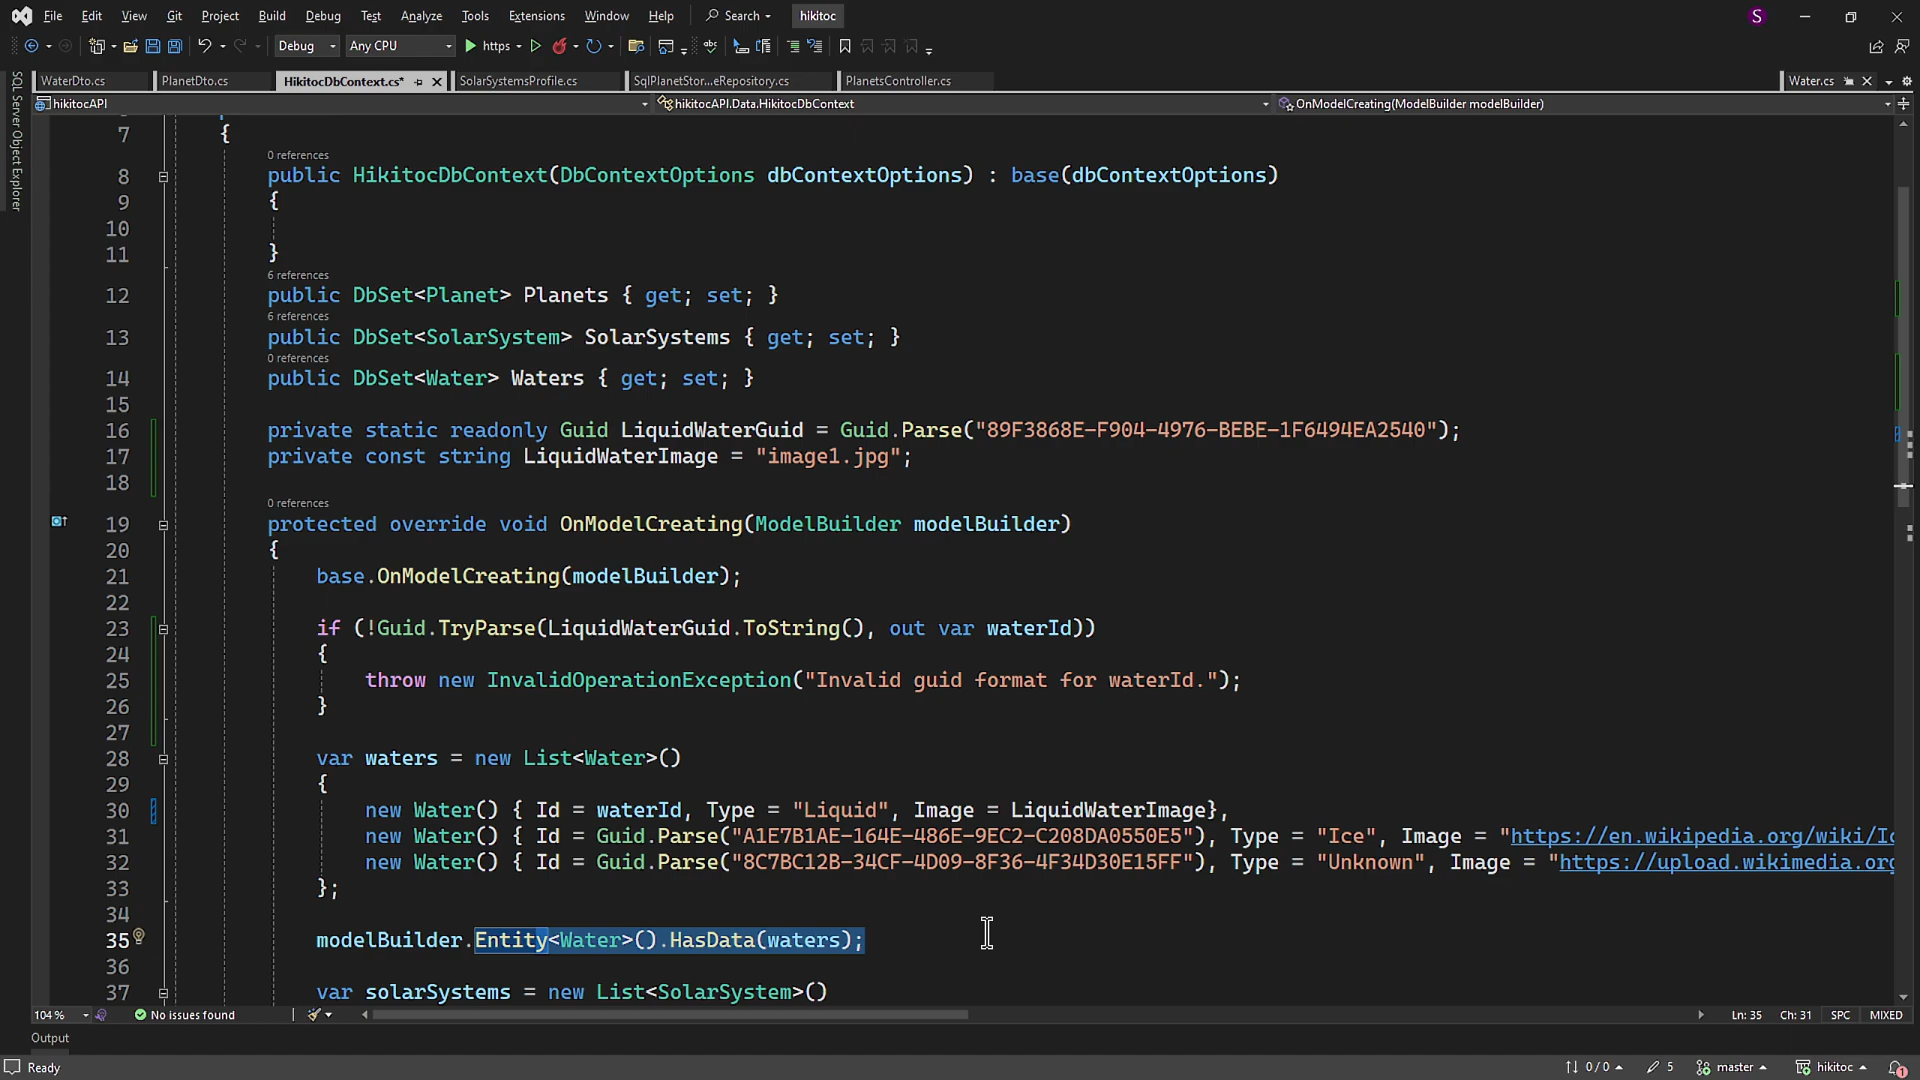 File Edit View Git Project Build Debug Test Analyze Tools Extensions Window Help Search hikitoc S
Debug Any CPU https
WaterDto.cs PlanetDto.cs HikitocDbContext.cs* SolarSystemsProfile.cs SqlPlanetStor...eRepository.cs PlanetsController.cs Water.cs
hikitocAPI hikitocAPI.Data.HikitocDbContext OnModelCreating(ModelBuilder modelBuilder)
SQL Server Object Explorer
7 {
0 references
8 public HikitocDbContext(DbContextOptions dbContextOptions) : base(dbContextOptions)
9 {
10
11 }
6 references
12 public DbSet<Planet> Planets { get; set; }
6 references
13 public DbSet<SolarSystem> SolarSystems { get; set; }
0 references
14 public DbSet<Water> Waters { get; set; }
15
16 private static readonly Guid LiquidWaterGuid = Guid.Parse("89F3868E-F904-4976-BEBE-1F6494EA2540");
17 private const string LiquidWaterImage = "image1.jpg";
18
0 references
19 protected override void OnModelCreating(ModelBuilder modelBuilder)
20 {
21 base.OnModelCreating(modelBuilder);
22
23 if (!Guid.TryParse(LiquidWaterGuid.ToString(), out var waterId))
24 {
25 throw new InvalidOperationException("Invalid guid format for waterId.");
26 }
27
28 var waters = new List<Water>()
29 {
30 new Water() { Id = waterId, Type = "Liquid", Image = LiquidWaterImage},
31 new Water() { Id = Guid.Parse("A1E7B1AE-164E-486E-9EC2-C208DA0550E5"), Type = "Ice", Image = "https://en.wikipedia.org/wiki/Ic
32 new Water() { Id = Guid.Parse("8C7BC12B-34CF-4D09-8F36-4F34D30E15FF"), Type = "Unknown", Image = "https://upload.wikimedia.org
33 };
34
35 modelBuilder.Entity<Water>().HasData(waters);
36
37 var solarSystems = new List<SolarSystem>()
104 % No issues found Ln: 35 Ch: 31 SPC MIXED
Output
Ready 0 / 0 5 master hikitoc 1